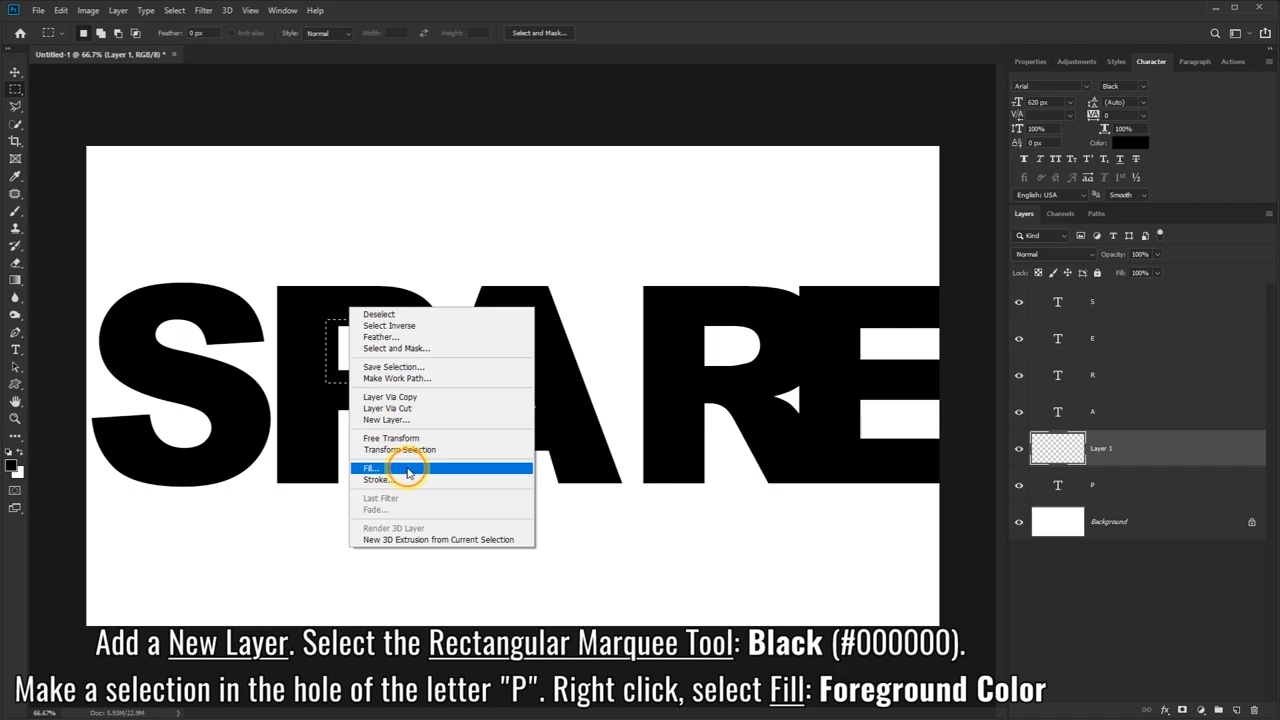 File Edit Image Layer Type Select Filter 3D View Window Help
Feather: 0 px Anti-alias Style: Normal Width: Height: Select and Mask...
Untitled-1 @ 66.7% (Layer 1, RGB/8) *
Properties Adjustments Styles Character Paragraph Actions
Arial Black
620 px (Auto)
0
100% 100%
0 px Color:
English: USA Smooth
Layers Channels Paths
Kind
Normal Opacity: 100%
Lock: Fill: 100%
S
E
R
A
Layer 1
P
Background
SPARE
Deselect
Select Inverse
Feather...
Select and Mask...
Save Selection...
Make Work Path...
Layer Via Copy
Layer Via Cut
New Layer...
Free Transform
Transform Selection
Fill...
Stroke...
Last Filter
Fade...
Render 3D Layer
New 3D Extrusion from Current Selection
Add a New Layer. Select the Rectangular Marquee Tool: Black (#000000).
Make a selection in the hole of the letter "P". Right click, select Fill: Foreground Color
66.67% Doc: 5.93M/22.9M